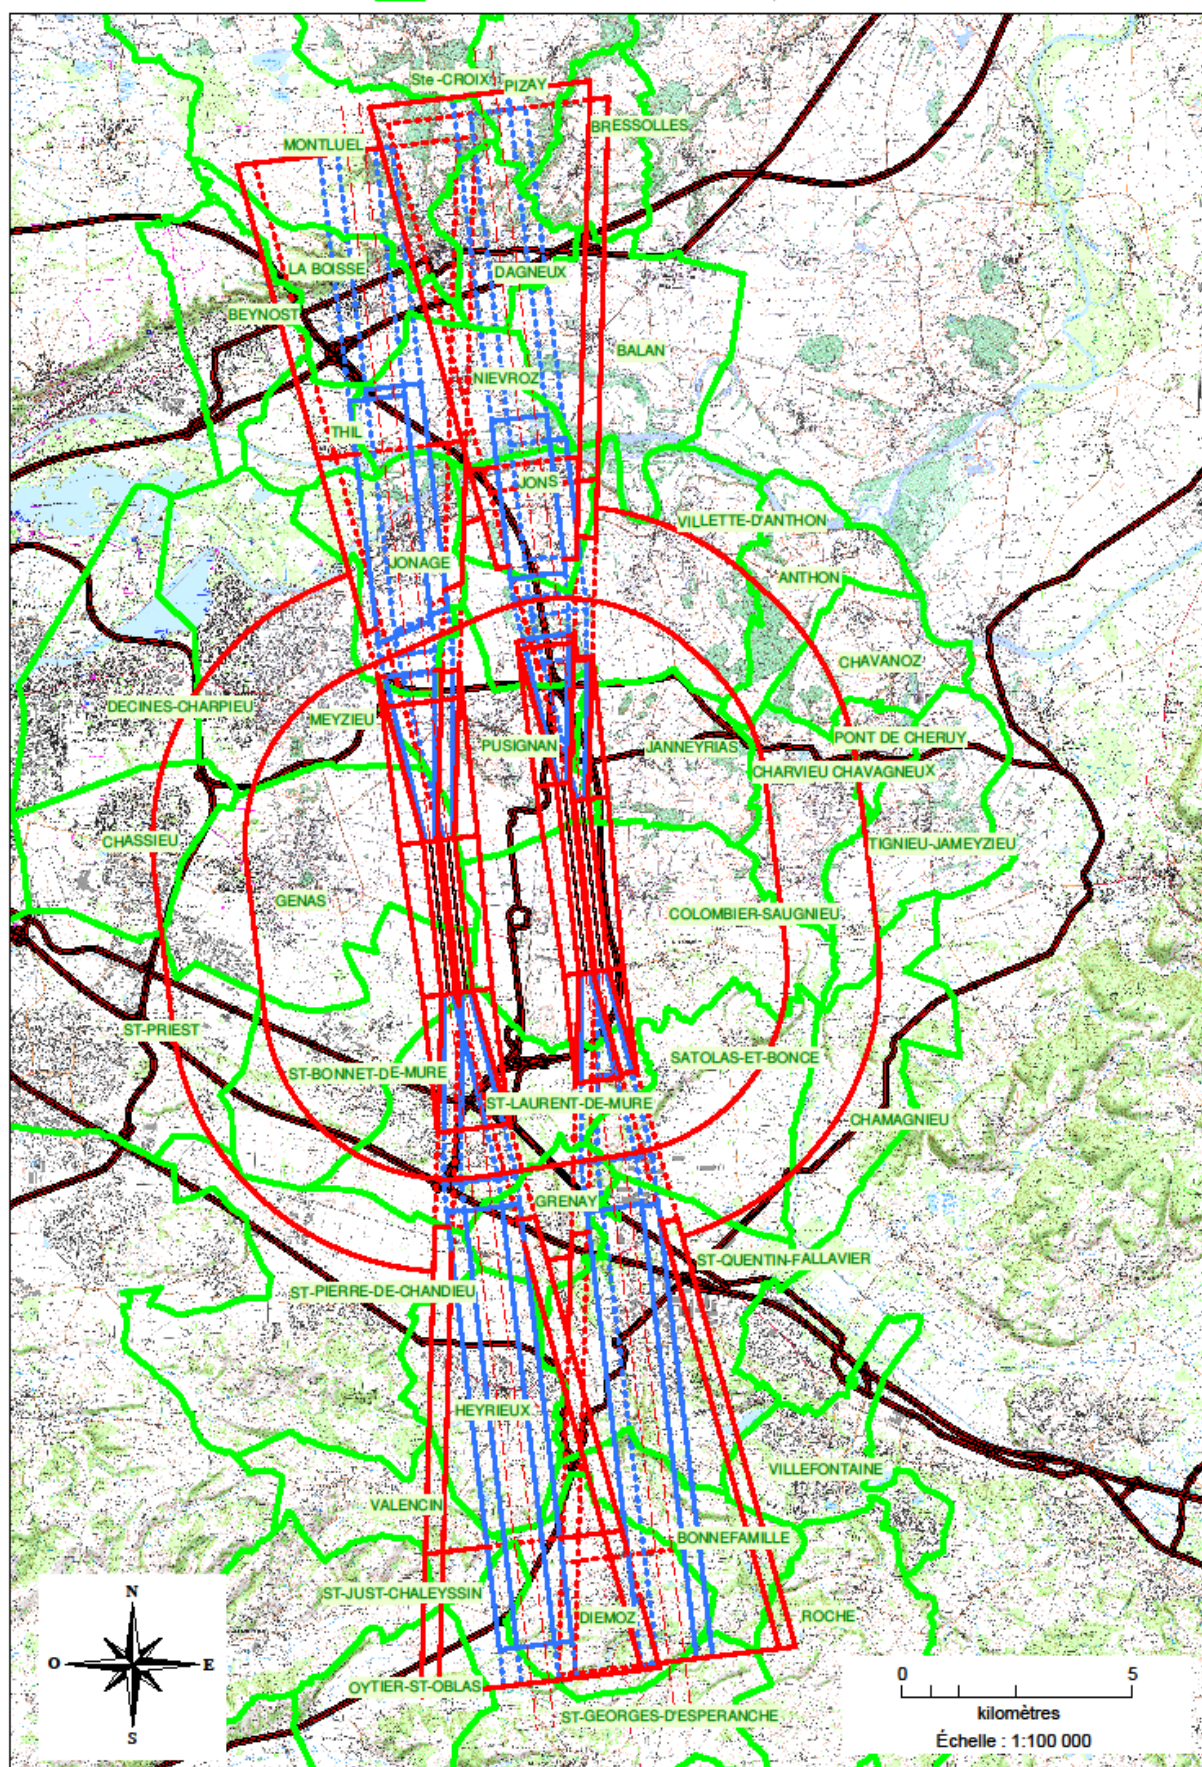 Ste-CROIX
PIZAY
BRESSOLLES
MONTLUEL
LA BOISSE
DAGNEUX
BEYNOST
BALAN
NIEVROZ
THIL
JONS
VILLETTE-D'ANTHON
JONAGE
ANTHON
CHAVANOZ
DECINES-CHARPIEU
MEYZIEU
PUSIGNAN
JANNEYRIAS
PONT DE CHERUY
CHARVIEU CHAVAGNEUX
CHASSIEU
TIGNIEU-JAMEYZIEU
GENAS
COLOMBIER-SAUGNIEU
ST-PRIEST
SATOLAS-ET-BONCE
ST-BONNET-DE-MURE
ST-LAURENT-DE-MURE
CHAMAGNIEU
GRENAY
ST-QUENTIN-FALLAVIER
ST-PIERRE-DE-CHANDIEU
HEYRIEUX
VILLEFONTAINE
VALENCIN
BONNEFAMILLE
ST-JUST-CHALEYSSIN
DIEMOZ
ROCHE
OYTIER-ST-OBLAS
ST-GEORGES-D'ESPERANCHE
N
O
E
S
0 5
kilomètres
Échelle : 1:100 000